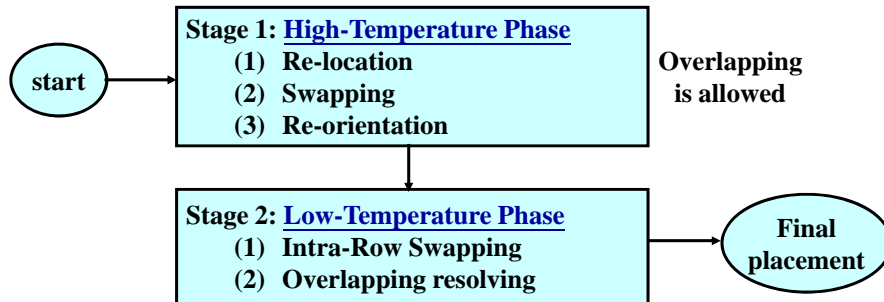 start
Stage 1: High-Temperature Phase
(1) Re-location
(2) Swapping
(3) Re-orientation
Overlapping
is allowed
Stage 2: Low-Temperature Phase
(1) Intra-Row Swapping
(2) Overlapping resolving
Final
placement